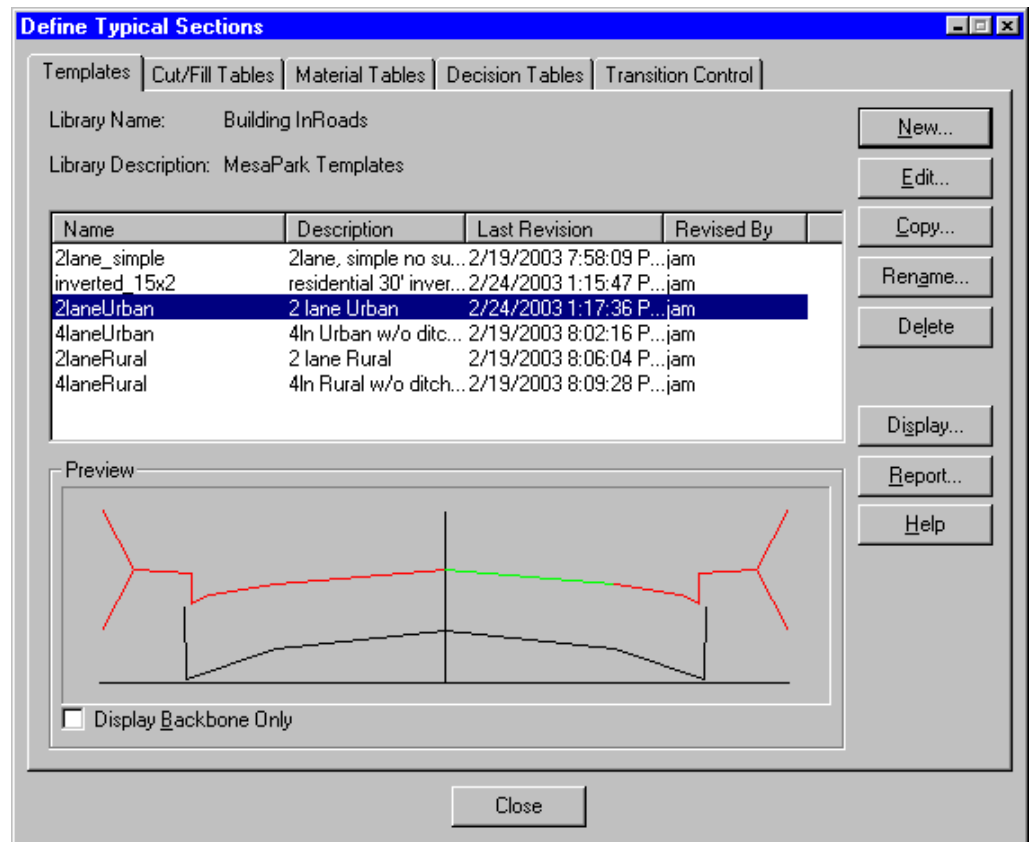 Define Typical Sections
Templates Cut/Fill Tables Material Tables Decision Tables Transition Control
Library Name: Building InRoads
Library Description: MesaPark Templates
Name Description Last Revision Revised By
2lane_simple 2lane, simple no su... 2/19/2003 7:58:09 P... jam
inverted_15x2 residential 30' inver... 2/24/2003 1:15:47 P... jam
2laneUrban 2 lane Urban 2/24/2003 1:17:36 P... jam
4laneUrban 4ln Urban w/o ditc... 2/19/2003 8:02:16 P... jam
2laneRural 2 lane Rural 2/19/2003 8:06:04 P... jam
4laneRural 4ln Rural w/o ditch... 2/19/2003 8:09:28 P... jam
Preview
Display Backbone Only
New...
Edit...
Copy...
Rename...
Delete
Display...
Report...
Help
Close